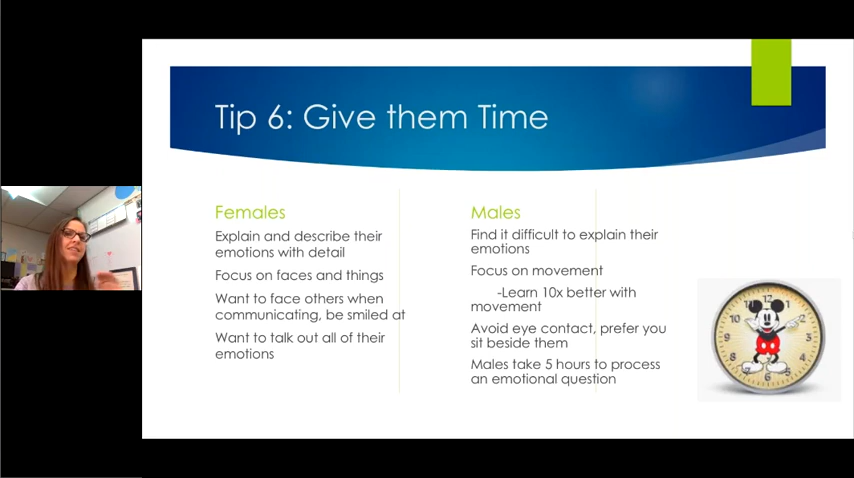 Tip 6: Give them Time
Females
Explain and describe their
emotions with detail
Focus on faces and things
Want to face others when
communicating, be smiled at
Want to talk out all of their
emotions
Males
Find it difficult to explain their
emotions
Focus on movement
-Learn 10x better with
movement
Avoid eye contact, prefer you
sit beside them
Males take 5 hours to process
an emotional question